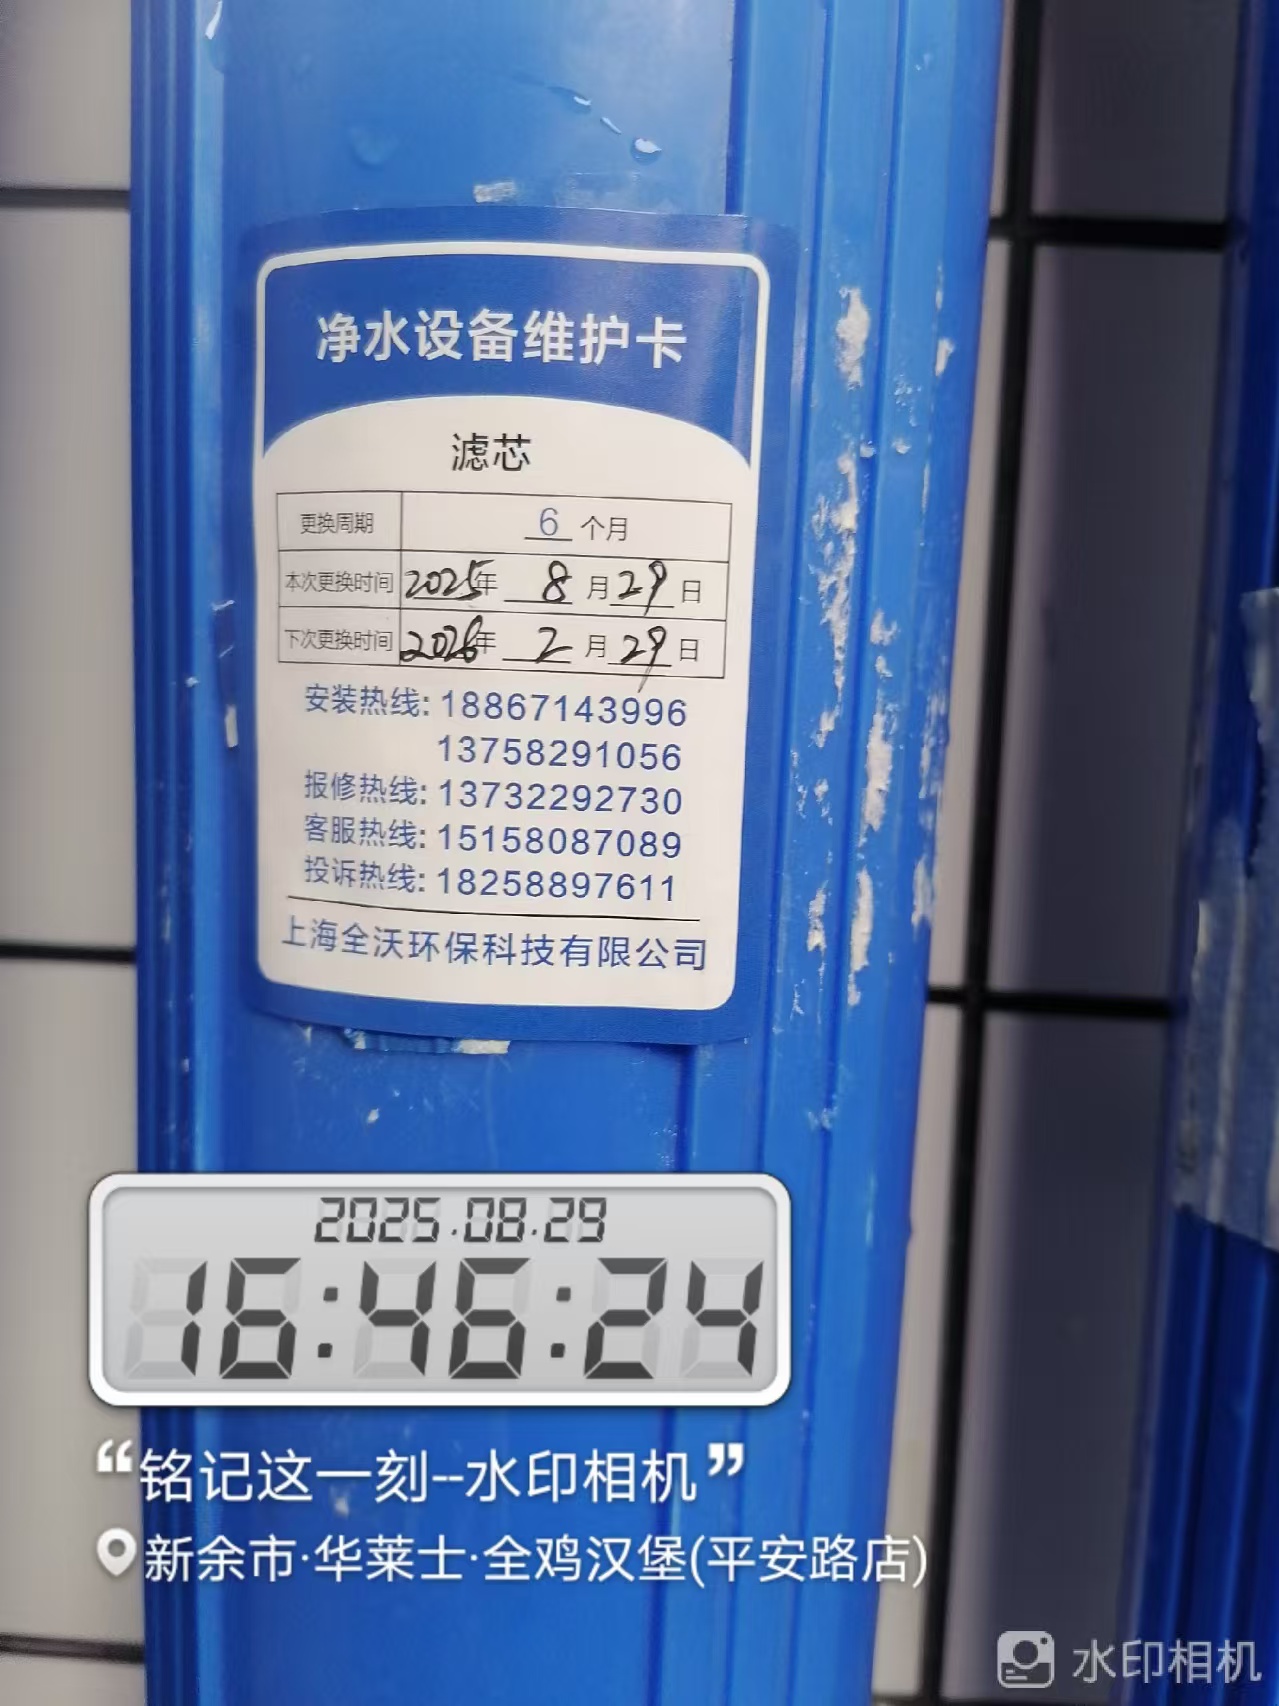 净水设备维护卡
滤芯
更换周期 6 个月
本次更换时间 2025年 8 月 29 日
下次更换时间 2026年 2 月 29 日
安装热线: 18867143996
13758291056
报修热线: 13732292730
客服热线: 15158087089
投诉热线: 18258897611
上海全沃环保科技有限公司
2025.08.29
16:46:24
“铭记这一刻--水印相机”
新余市·华莱士·全鸡汉堡(平安路店)
水印相机